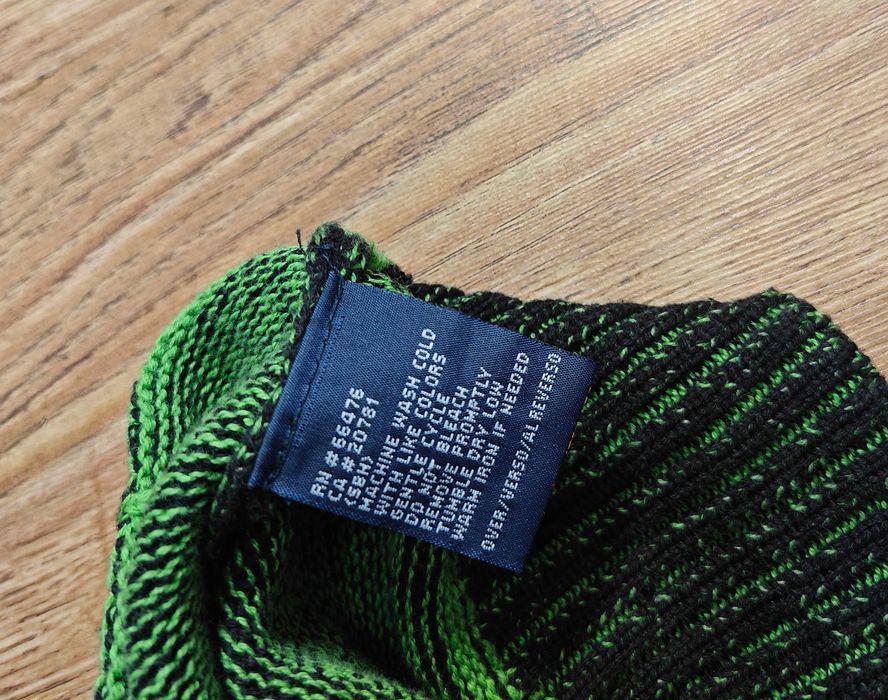 RN #66476
CA #20781
VSBHJ
MACHINE WASH COLD
WITH LIKE COLORS
GENTLE CYCLE
DO NOT BLEACH
REMOVE PROMPTLY
TUMBLE DRY LOW
WARM IRON IF NEEDED
OVER/VERSO/AL REVERSO